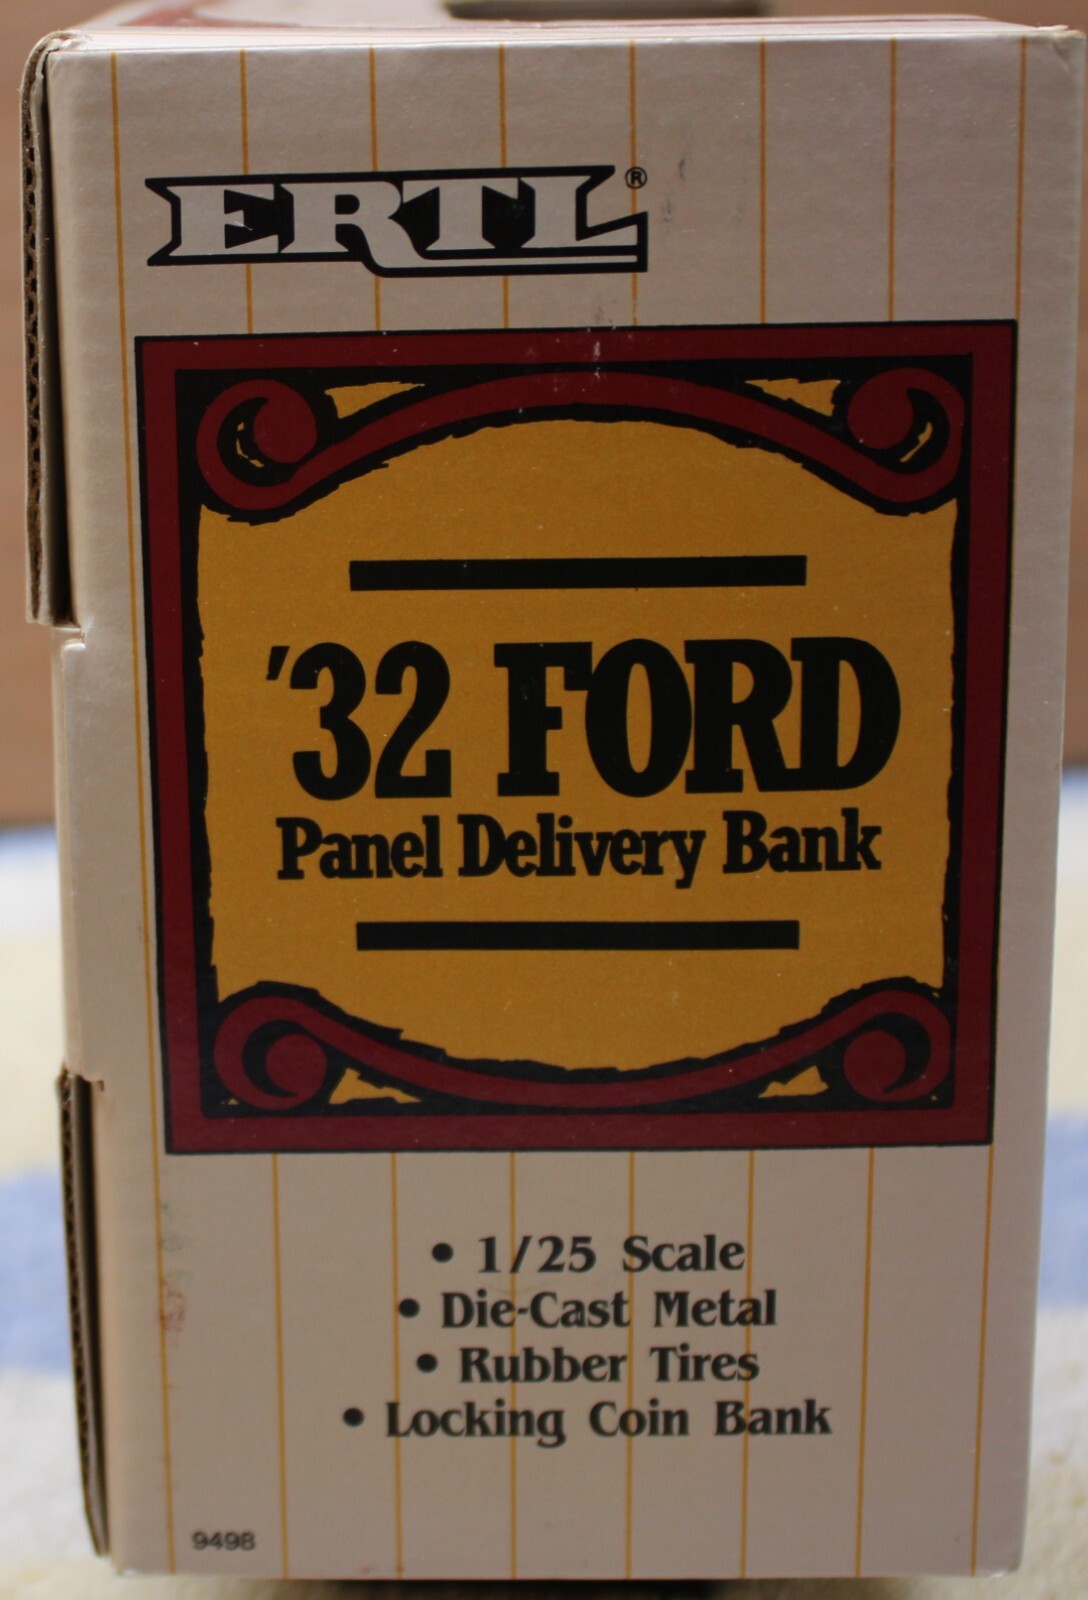 ERTL®
'32 FORD
Panel Delivery Bank
• 1/25 Scale
• Die-Cast Metal
• Rubber Tires
• Locking Coin Bank
9498